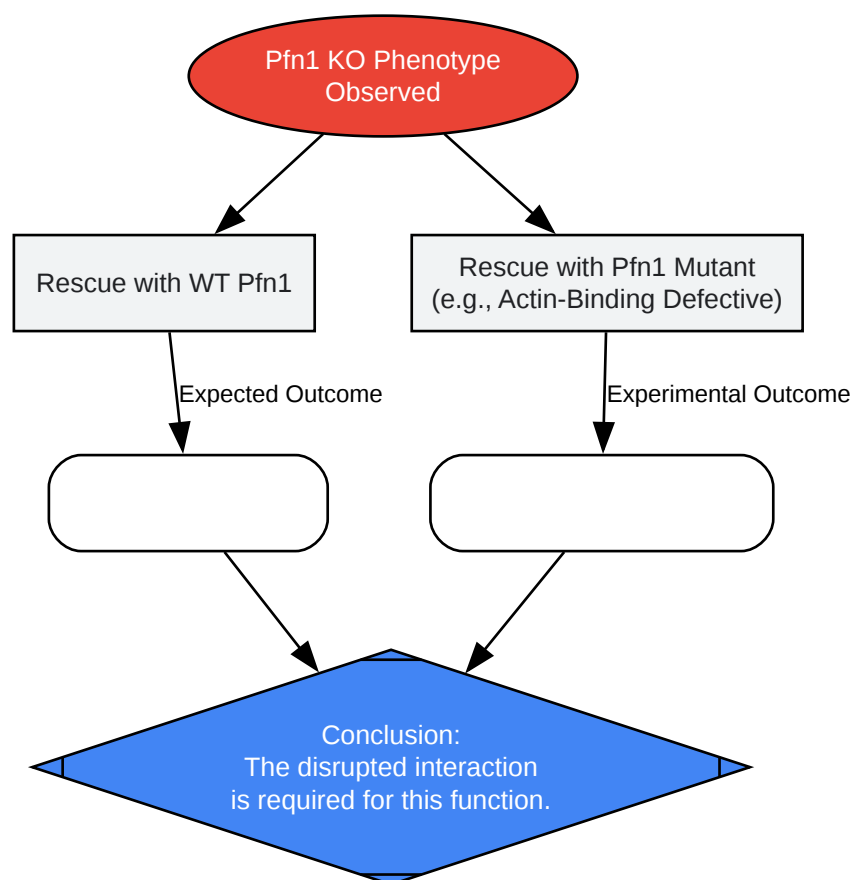 Pfn1 KO Phenotype
Observed
Rescue with WT Pfn1
Rescue with Pfn1 Mutant
(e.g., Actin-Binding Defective)
Expected Outcome
Experimental Outcome
Conclusion:
The disrupted interaction
is required for this function.